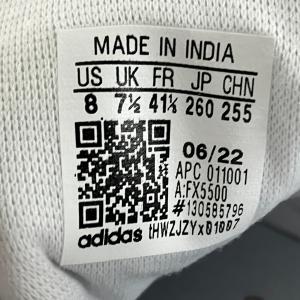 MADE IN INDIA
US UK FR JP CHN
8 7½ 41⅓ 260 255
06/22
APC 011001
A:FX5500
#130585796
adidas